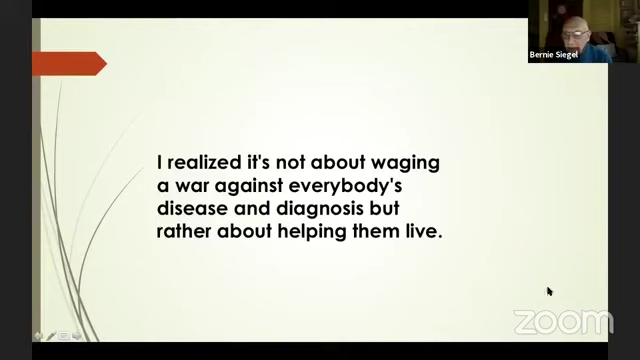 Bernie Siegel
I realized it's not about waging
a war against everybody's
disease and diagnosis but
rather about helping them live.
zoom